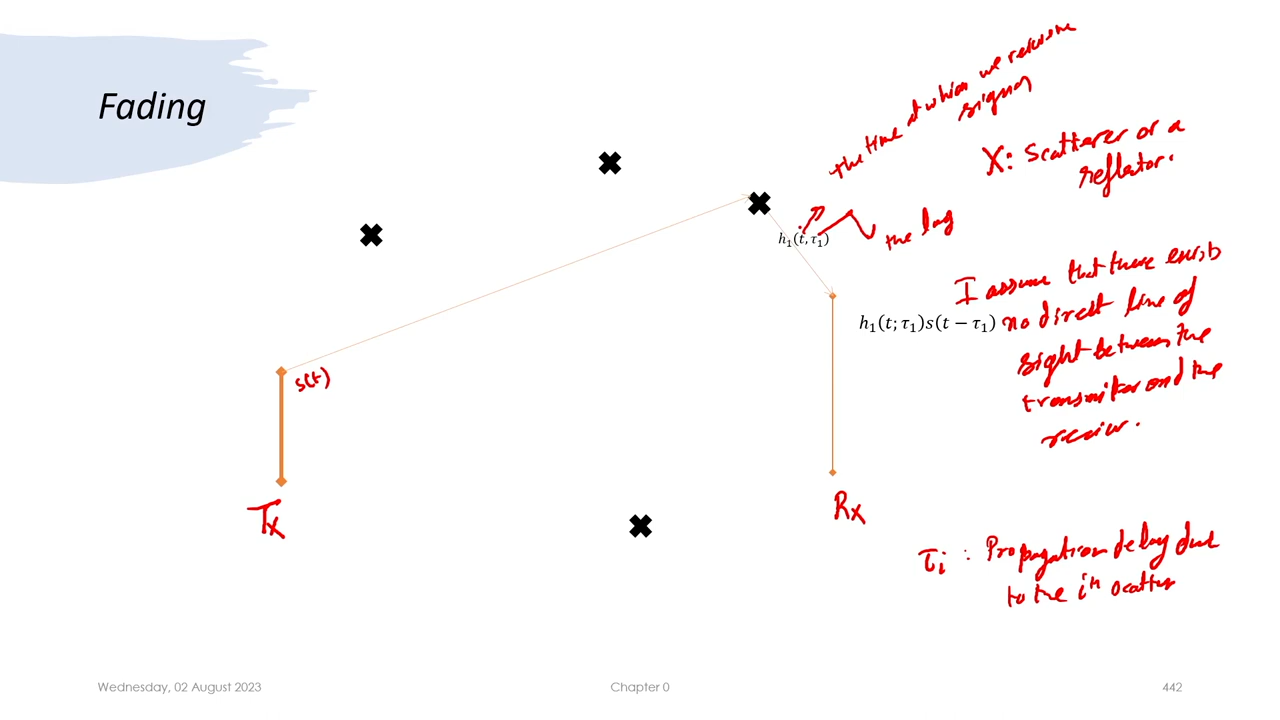 Fading
the time at which we receive
signal
X: Scatterer or a
reflector.
h₁(t,τ₁)
the lag
I assume that there exists
h₁(t;τ₁)s(t − τ₁)
no direct line of
sight between the
transmitter and the
receiver.
s(t)
Tx
Rx
τᵢ : Propagation delay due
to the iᵗʰ scatter
Wednesday, 02 August 2023
Chapter 0
442